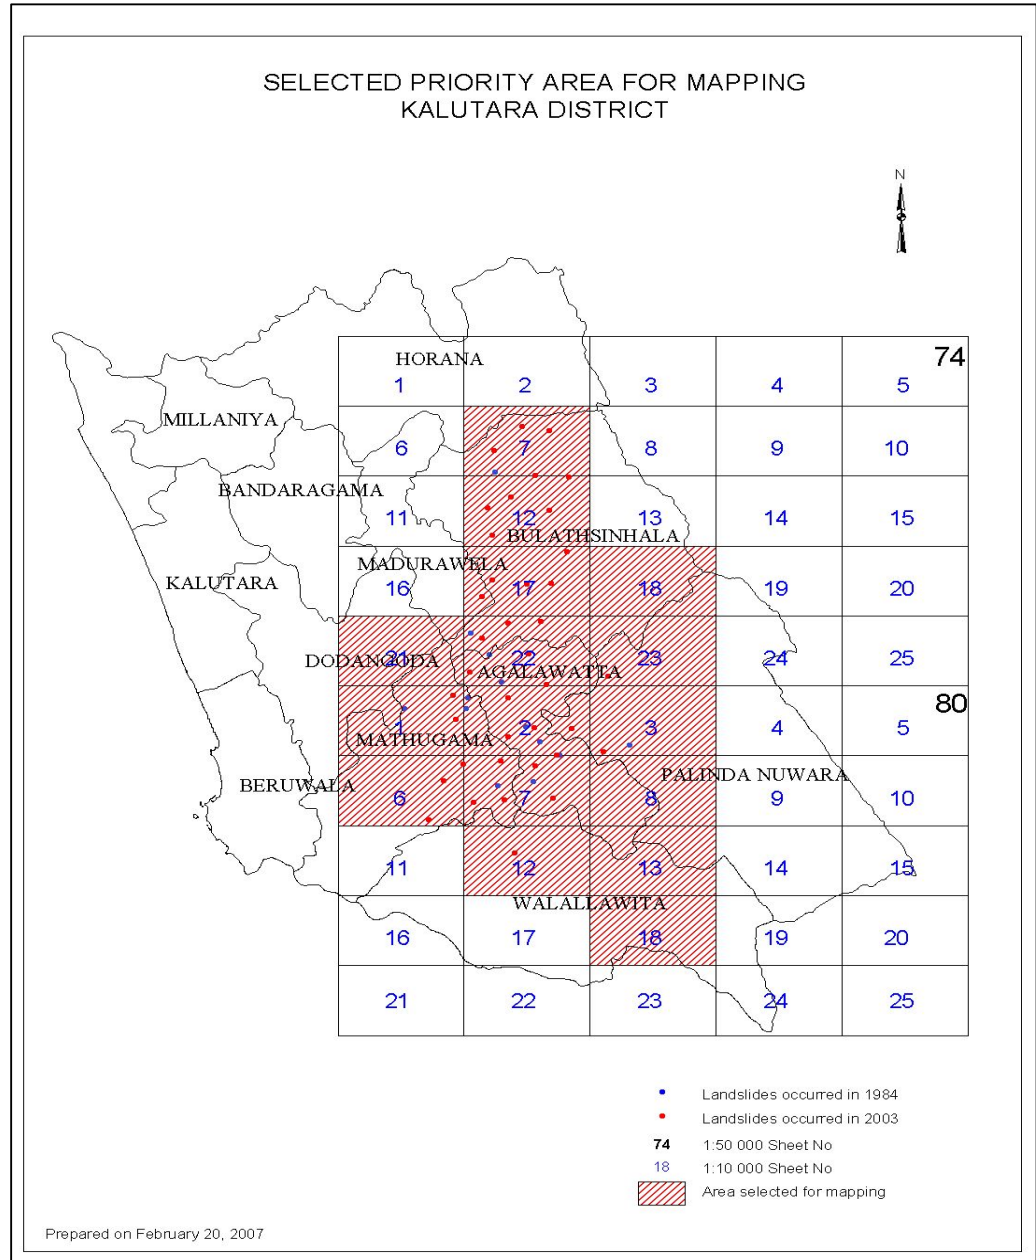 SELECTED PRIORITY AREA FOR MAPPING
KALUTARA DISTRICT
N
74
HORANA
1 2 3 4 5
MILLANIYA
6 7 8 9 10
BANDARAGAMA
11 12 13 14 15
BULATHSINHALA
MADURAWELA
KALUTARA
16 17 18 19 20
DODANGODA
21 22 23 24 25
AGALAWATTA
80
1 2 3 4 5
MATHUGAMA
PALINDA NUWARA
BERUWALA
6 7 8 9 10
11 12 13 14 15
WALALLAWITA
16 17 18 19 20
21 22 23 24 25
Landslides occurred in 1984
Landslides occurred in 2003
74 1:50 000 Sheet No
18 1:10 000 Sheet No
Area selected for mapping
Prepared on February 20, 2007